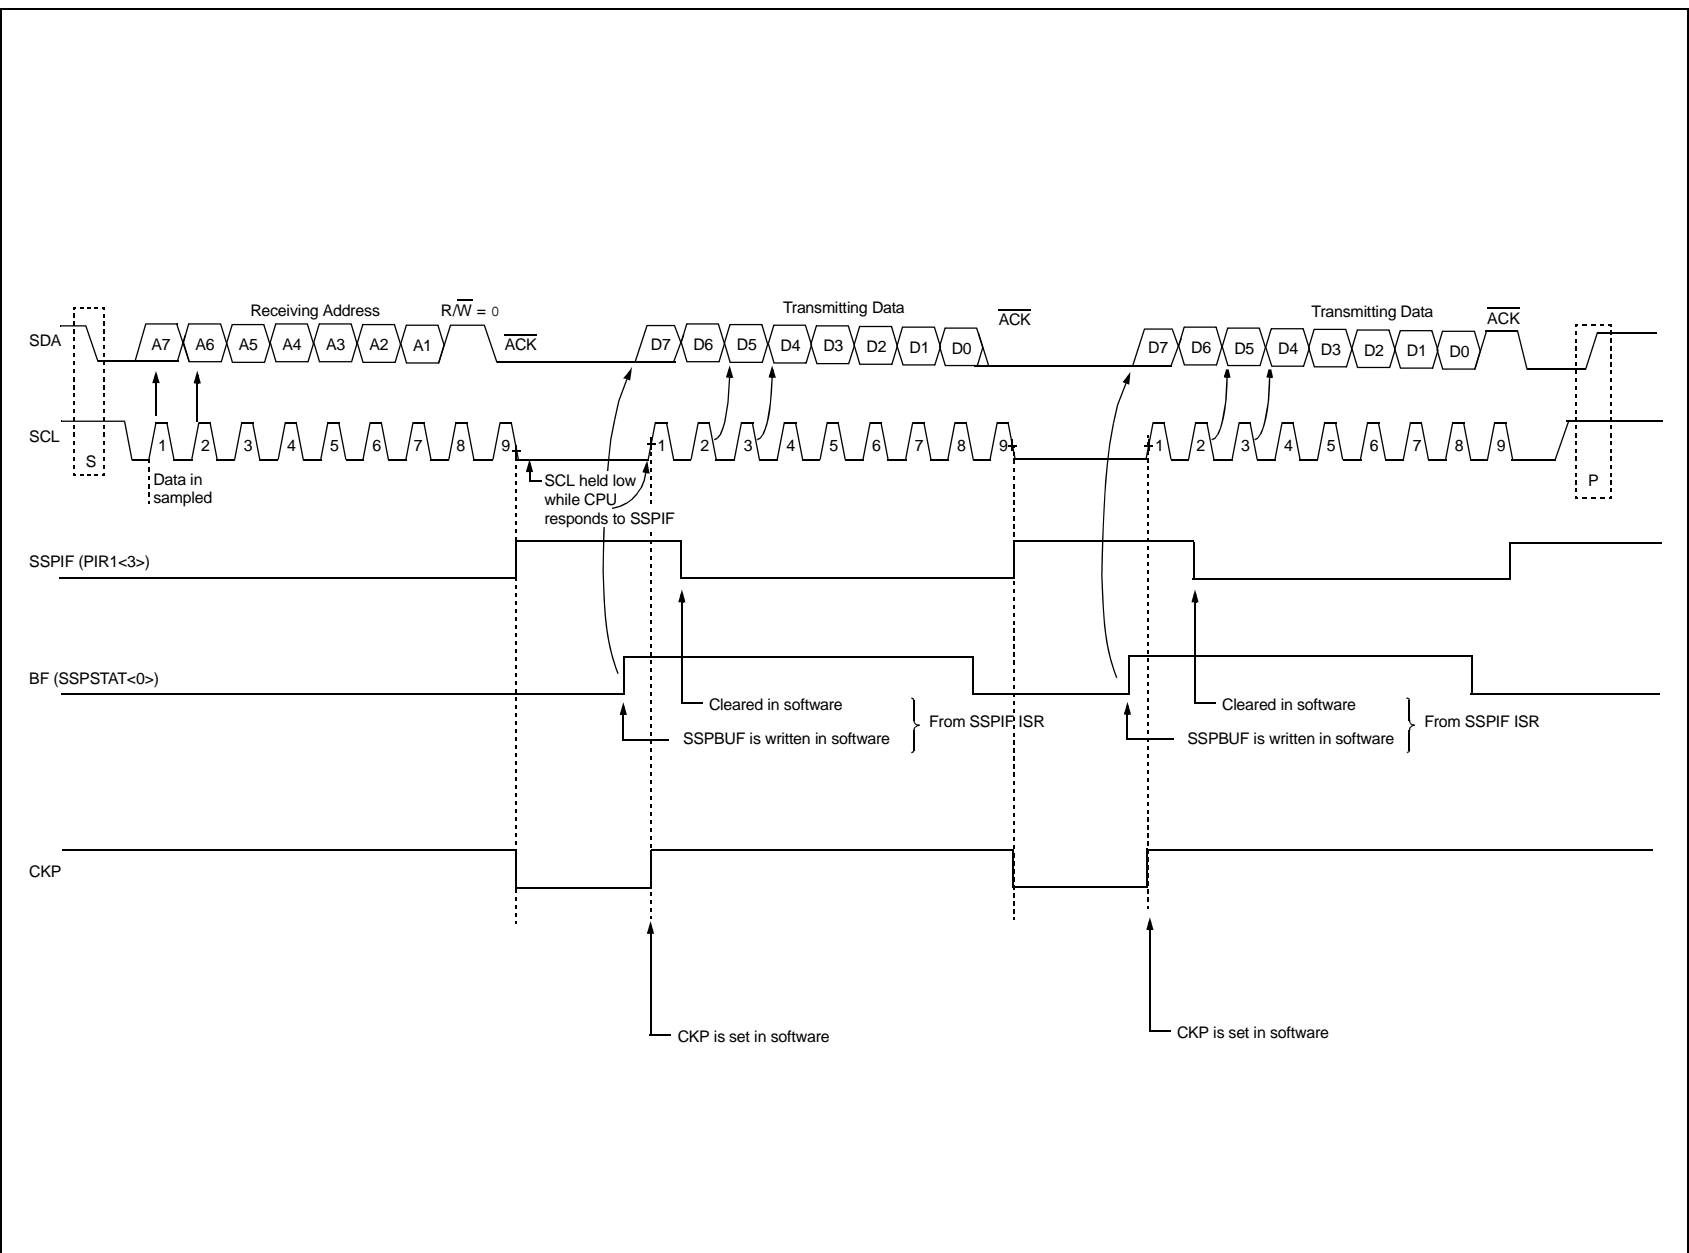 Receiving Address
R/W̅ = 0
Transmitting Data
A̅C̅K̅
Transmitting Data
A̅C̅K̅
SDA
A7 A6 A5 A4 A3 A2 A1
A̅C̅K̅
D7 D6 D5 D4 D3 D2 D1 D0
D7 D6 D5 D4 D3 D2 D1 D0
SCL
1 2 3 4 5 6 7 8 9
1 2 3 4 5 6 7 8 9
1 2 3 4 5 6 7 8 9
S
Data in
sampled
SCL held low
while CPU
responds to SSPIF
P
SSPIF (PIR1<3>)
BF (SSPSTAT<0>)
Cleared in software
SSPBUF is written in software
From SSPIF ISR
Cleared in software
SSPBUF is written in software
From SSPIF ISR
CKP
CKP is set in software
CKP is set in software